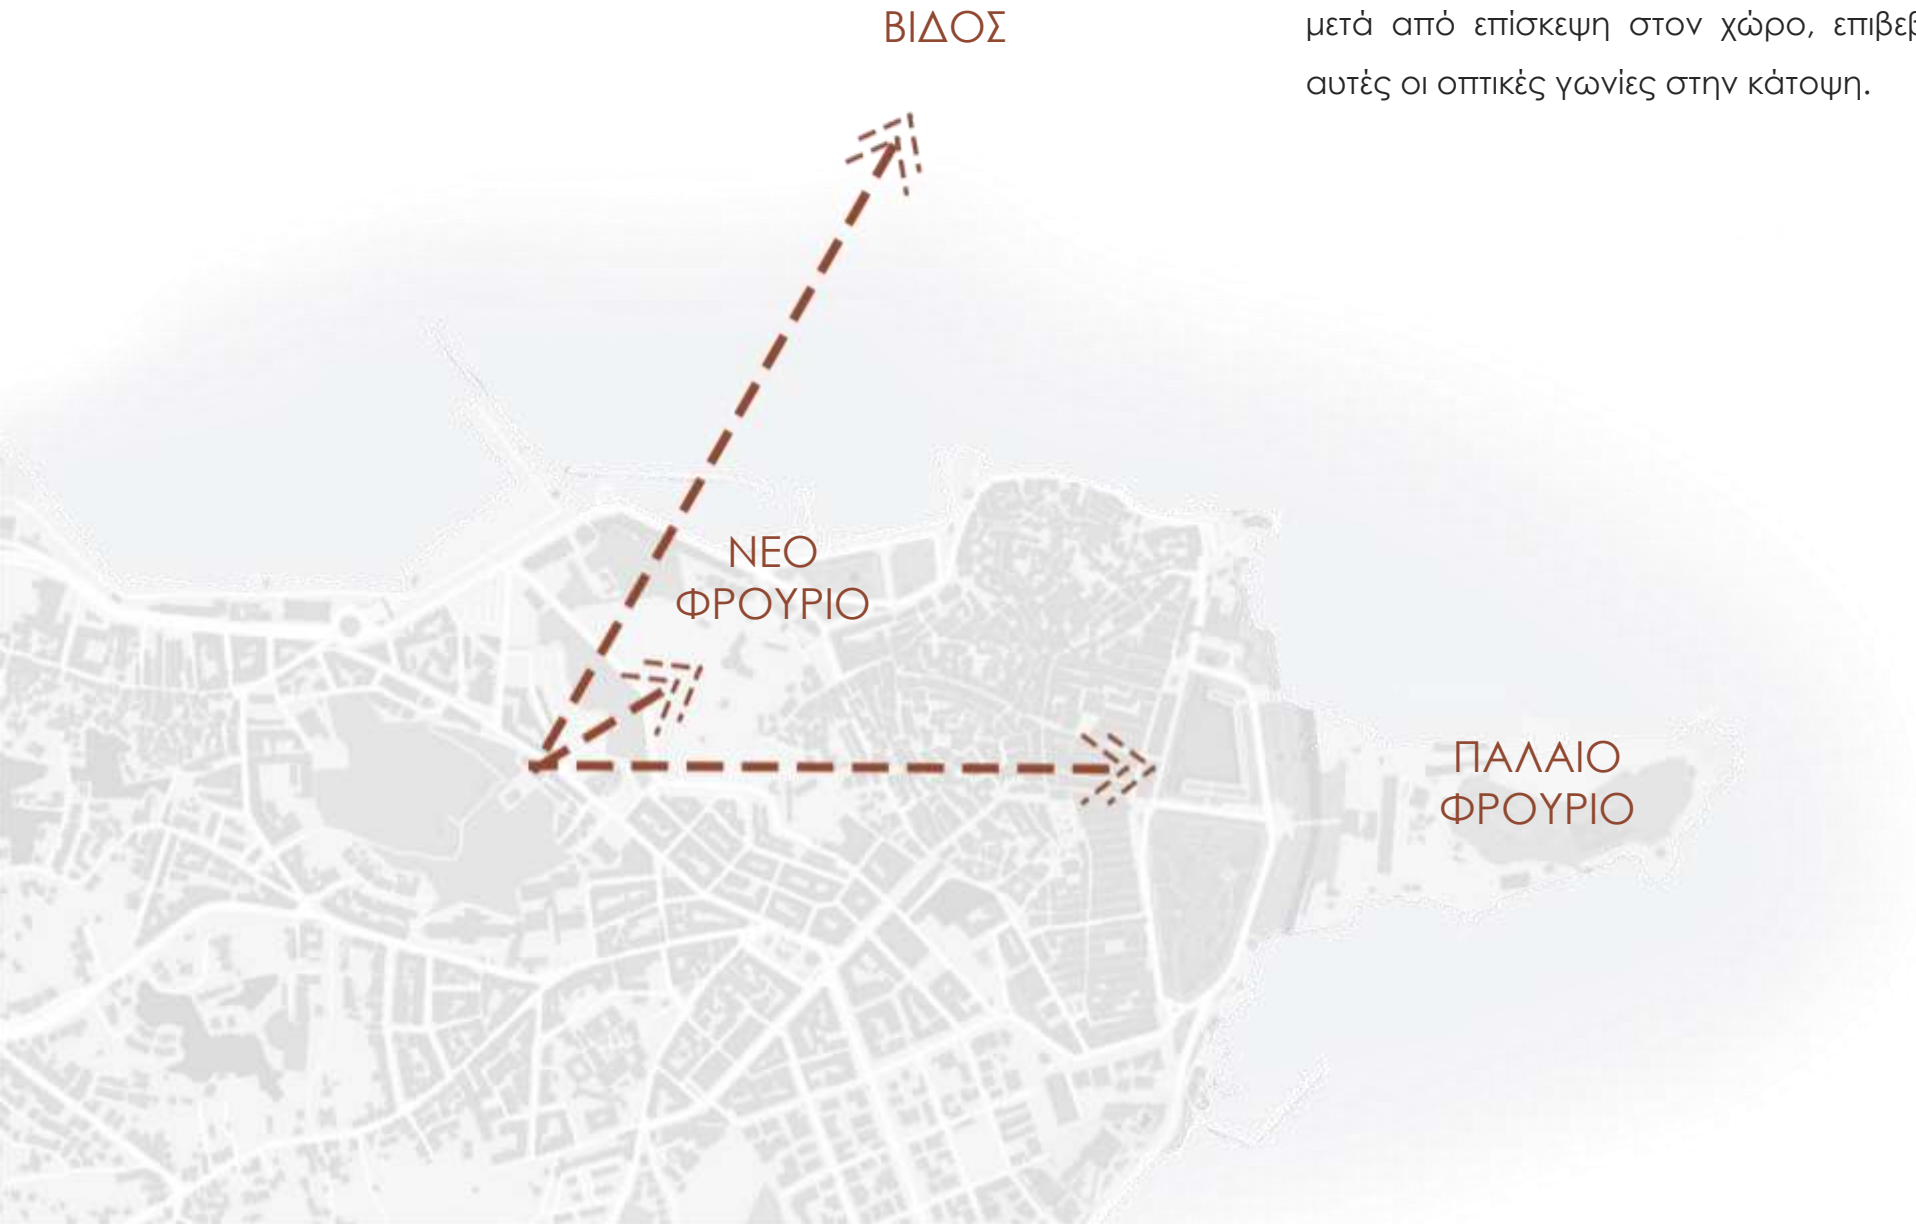 ΒΙΔΟΣ
μετά από επίσκεψη στον χώρο,
αυτές οι οπτικές γωνίες στην κάτοψη.
ΝΕΟ
ΦΡΟΥΡΙΟ
ΠΑΛΑΙΟ
ΦΡΟΥΡΙΟ